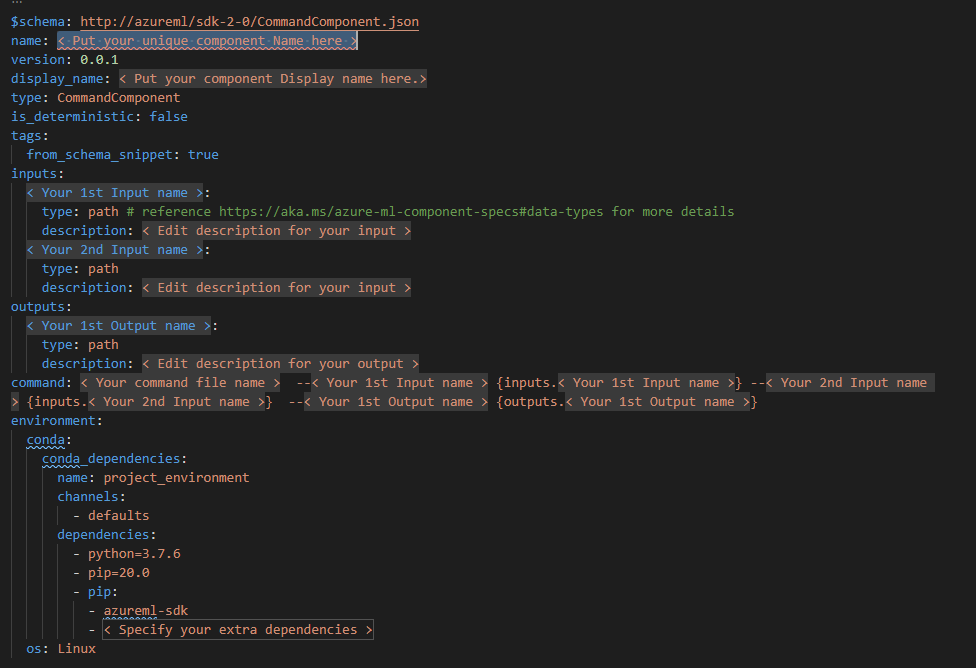 $schema: http://azureml/sdk-2-0/CommandComponent.json
name: < Put your unique component Name here >
version: 0.0.1
display_name: < Put your component Display name here.>
type: CommandComponent
is_deterministic: false
tags:
  from_schema_snippet: true
inputs:
  < Your 1st Input name >:
    type: path # reference https://aka.ms/azure-ml-component-specs#data-types for more details
    description: < Edit description for your input >
  < Your 2nd Input name >:
    type: path
    description: < Edit description for your input >
outputs:
  < Your 1st Output name >:
    type: path
    description: < Edit description for your output >
command: < Your command file name >  --< Your 1st Input name > {inputs.< Your 1st Input name >} --< Your 2nd Input name
> {inputs.< Your 2nd Input name >}  --< Your 1st Output name > {outputs.< Your 1st Output name >}
environment:
  conda:
    conda_dependencies:
      name: project_environment
      channels:
        - defaults
      dependencies:
        - python=3.7.6
        - pip=20.0
        - pip:
          - azureml-sdk
          - < Specify your extra dependencies >
  os: Linux